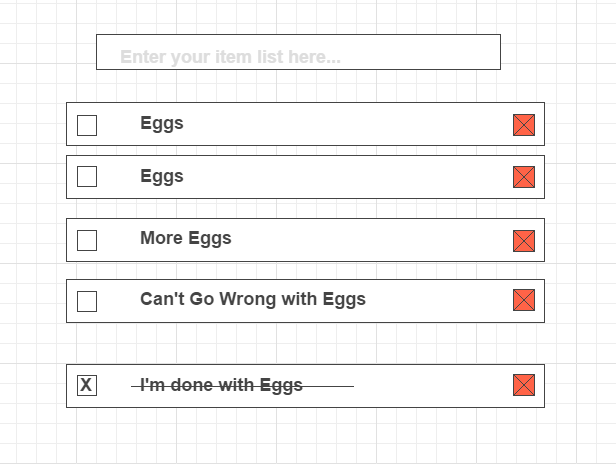 Enter your item list here...
Eggs
Eggs
More Eggs
Can't Go Wrong with Eggs
X I'm done with Eggs